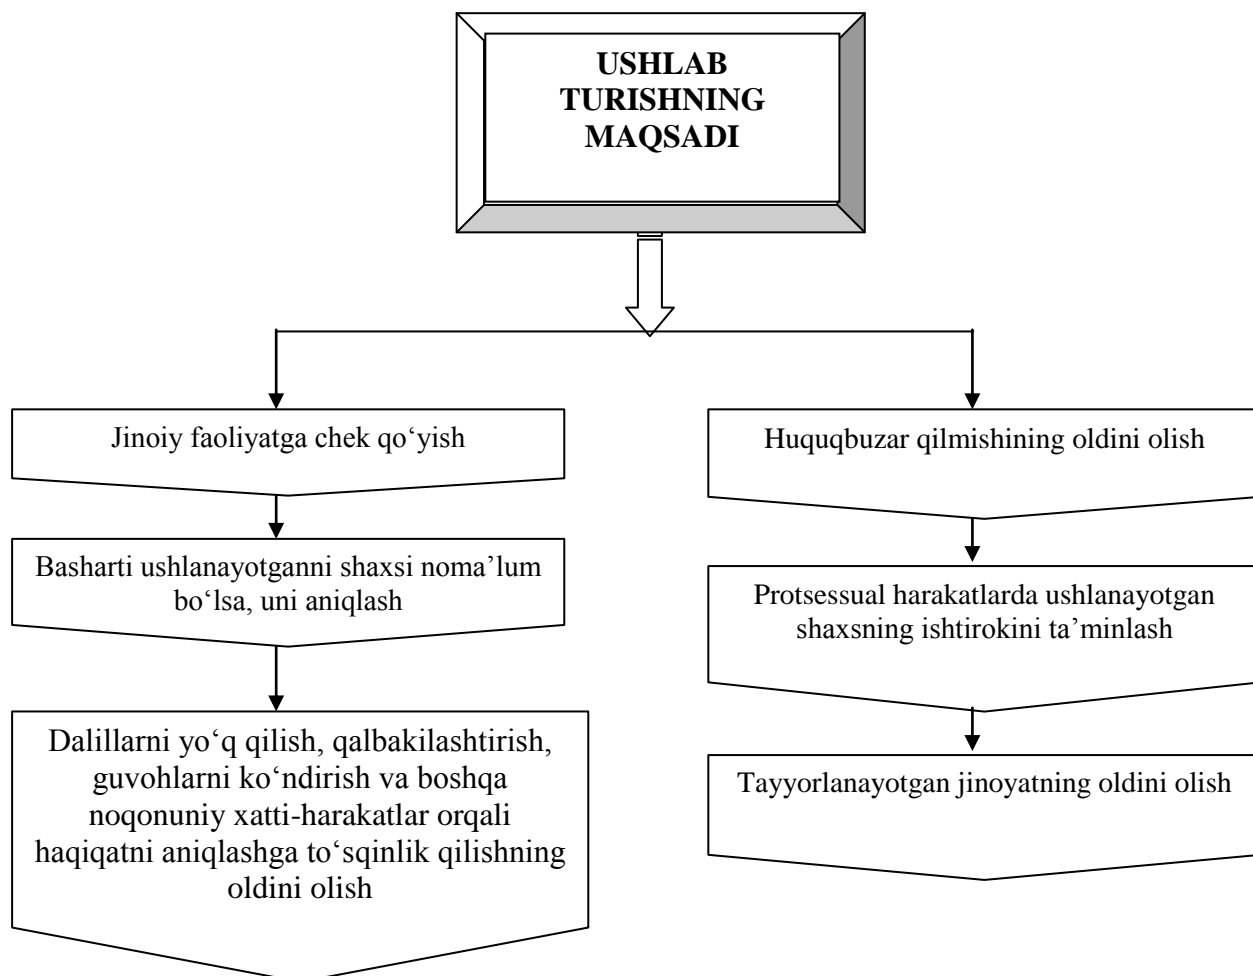 USHLAB
TURISHNING
MAQSADI
Jinoiy faoliyatga chek qo‘yish
Basharti ushlanayotganni shaxsi noma’lum
bo‘lsa, uni aniqlash
Dalillarni yo‘q qilish, qalbakilashtirish,
guvohlarni ko‘ndirish va boshqa
noqonuniy xatti-harakatlar orqali
haqiqatni aniqlashga to‘sqinlik qilishning
oldini olish
Huquqbuzar qilmishining oldini olish
Protsessual harakatlarda ushlanayotgan
shaxsning ishtirokini ta’minlash
Tayyorlanayotgan jinoyatning oldini olish